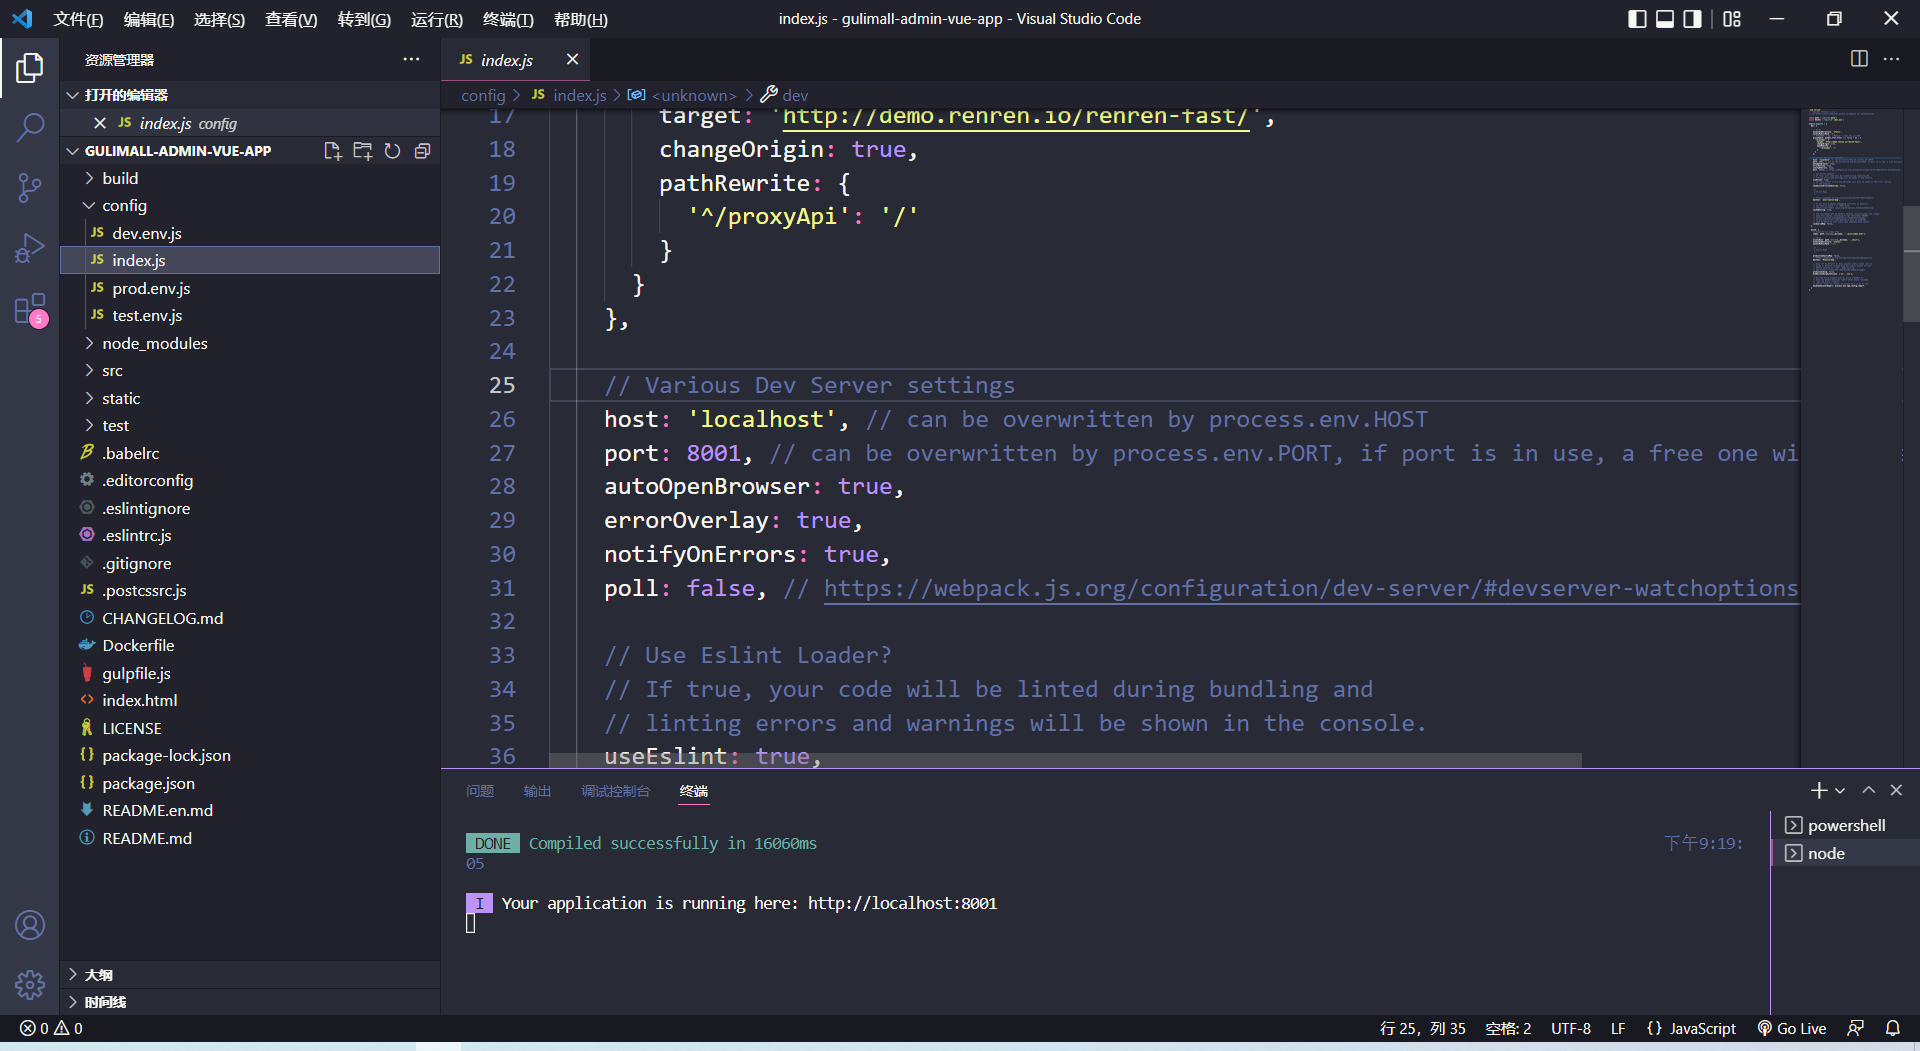 文件(F) 编辑(E) 选择(S) 查看(V) 转到(G) 运行(R) 终端(T) 帮助(H)
index.js - gulimall-admin-vue-app - Visual Studio Code
资源管理器
打开的编辑器
JS index.js config
GULIMALL-ADMIN-VUE-APP
build
config
JS dev.env.js
JS index.js
JS prod.env.js
JS test.env.js
node_modules
src
static
test
.babelrc
.editorconfig
.eslintignore
.eslintrc.js
.gitignore
JS .postcssrc.js
CHANGELOG.md
Dockerfile
gulpfile.js
index.html
LICENSE
package-lock.json
package.json
README.en.md
README.md
大纲
时间线
5
JS index.js
config > JS index.js > <unknown> > dev
17 target: 'http://demo.renren.io/renren-fast/',
18 changeOrigin: true,
19 pathRewrite: {
20 '^/proxyApi': '/'
21 }
22 }
23 },
24
25 // Various Dev Server settings
26 host: 'localhost', // can be overwritten by process.env.HOST
27 port: 8001, // can be overwritten by process.env.PORT, if port is in use, a free one wi
28 autoOpenBrowser: true,
29 errorOverlay: true,
30 notifyOnErrors: true,
31 poll: false, // https://webpack.js.org/configuration/dev-server/#devserver-watchoptions
32
33 // Use Eslint Loader?
34 // If true, your code will be linted during bundling and
35 // linting errors and warnings will be shown in the console.
36 useEslint: true,
问题 输出 调试控制台 终端
DONE Compiled successfully in 16060ms 下午9:19:
05
I Your application is running here: http://localhost:8001
powershell
node
0 0
行 25，列 35 空格: 2 UTF-8 LF {} JavaScript Go Live